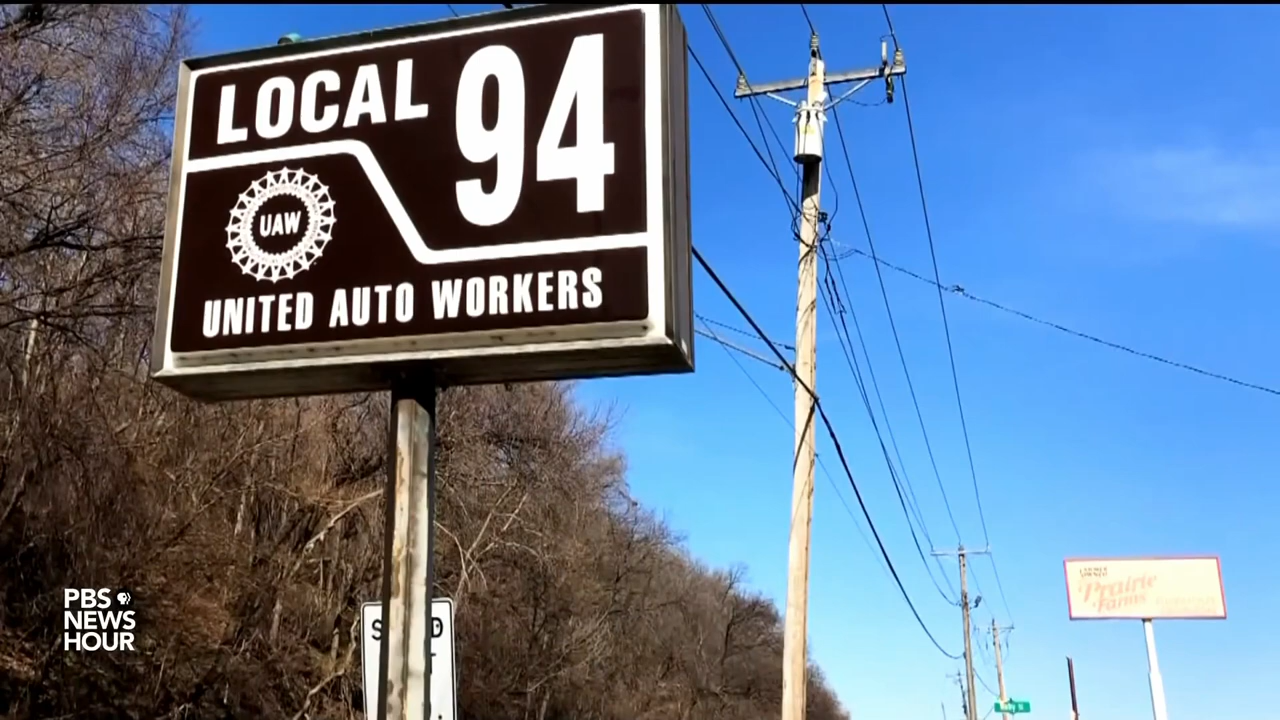 LOCAL 94
UAW
UNITED AUTO WORKERS
PBS
NEWS
HOUR
Prairie
Farms